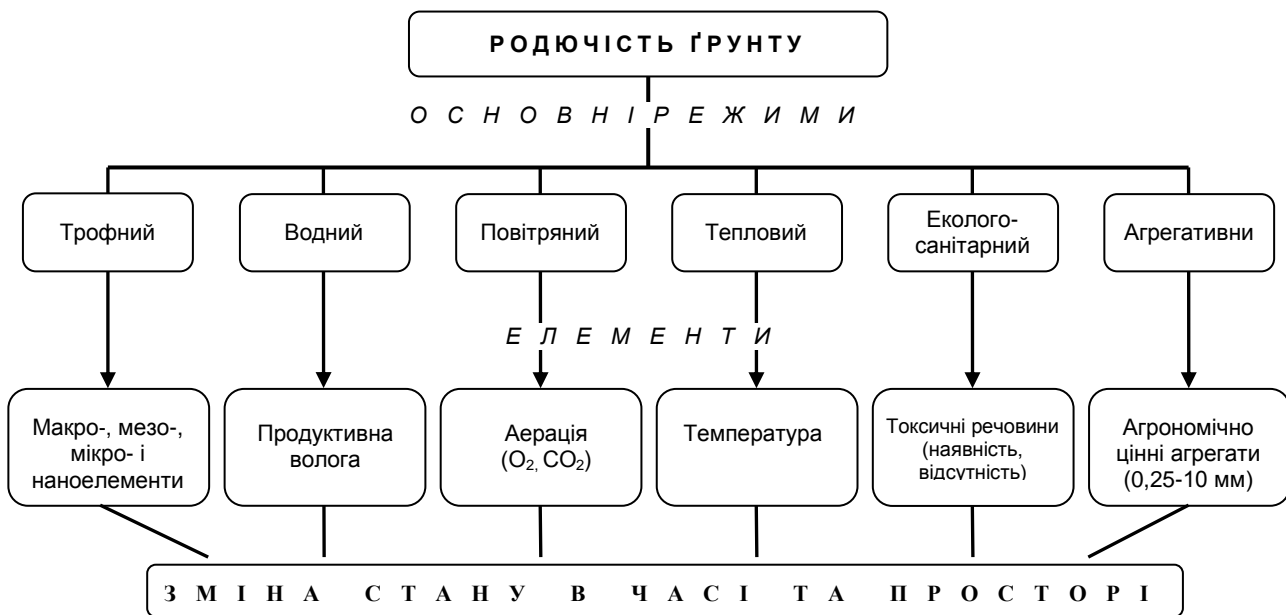 РОДЮЧІСТЬ ҐРУНТУ
ОСНОВНІ РЕЖИМИ
Трофний
Водний
Повітряний
Тепловий
Еколого-
санітарний
Агрегативни
ЕЛЕМЕНТИ
Макро-, мезо-,
мікро- і
наноелементи
Продуктивна
волога
Аерація
(O₂, CO₂)
Температура
Токсичні речовини
(наявність,
відсутність)
Агрономічно
цінні агрегати
(0,25-10 мм)
ЗМІНА СТАНУ В ЧАСІ ТА ПРОСТОРІ